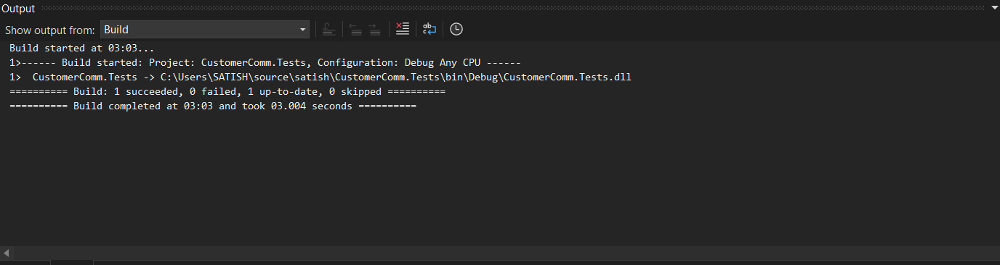 Output
Show output from: Build
Build started at 03:03...
1>------ Build started: Project: CustomerComm.Tests, Configuration: Debug Any CPU ------
1>  CustomerComm.Tests -> C:\Users\SATISH\source\satish\CustomerComm.Tests\bin\Debug\CustomerComm.Tests.dll
========== Build: 1 succeeded, 0 failed, 1 up-to-date, 0 skipped ==========
========== Build completed at 03:03 and took 03.004 seconds ==========